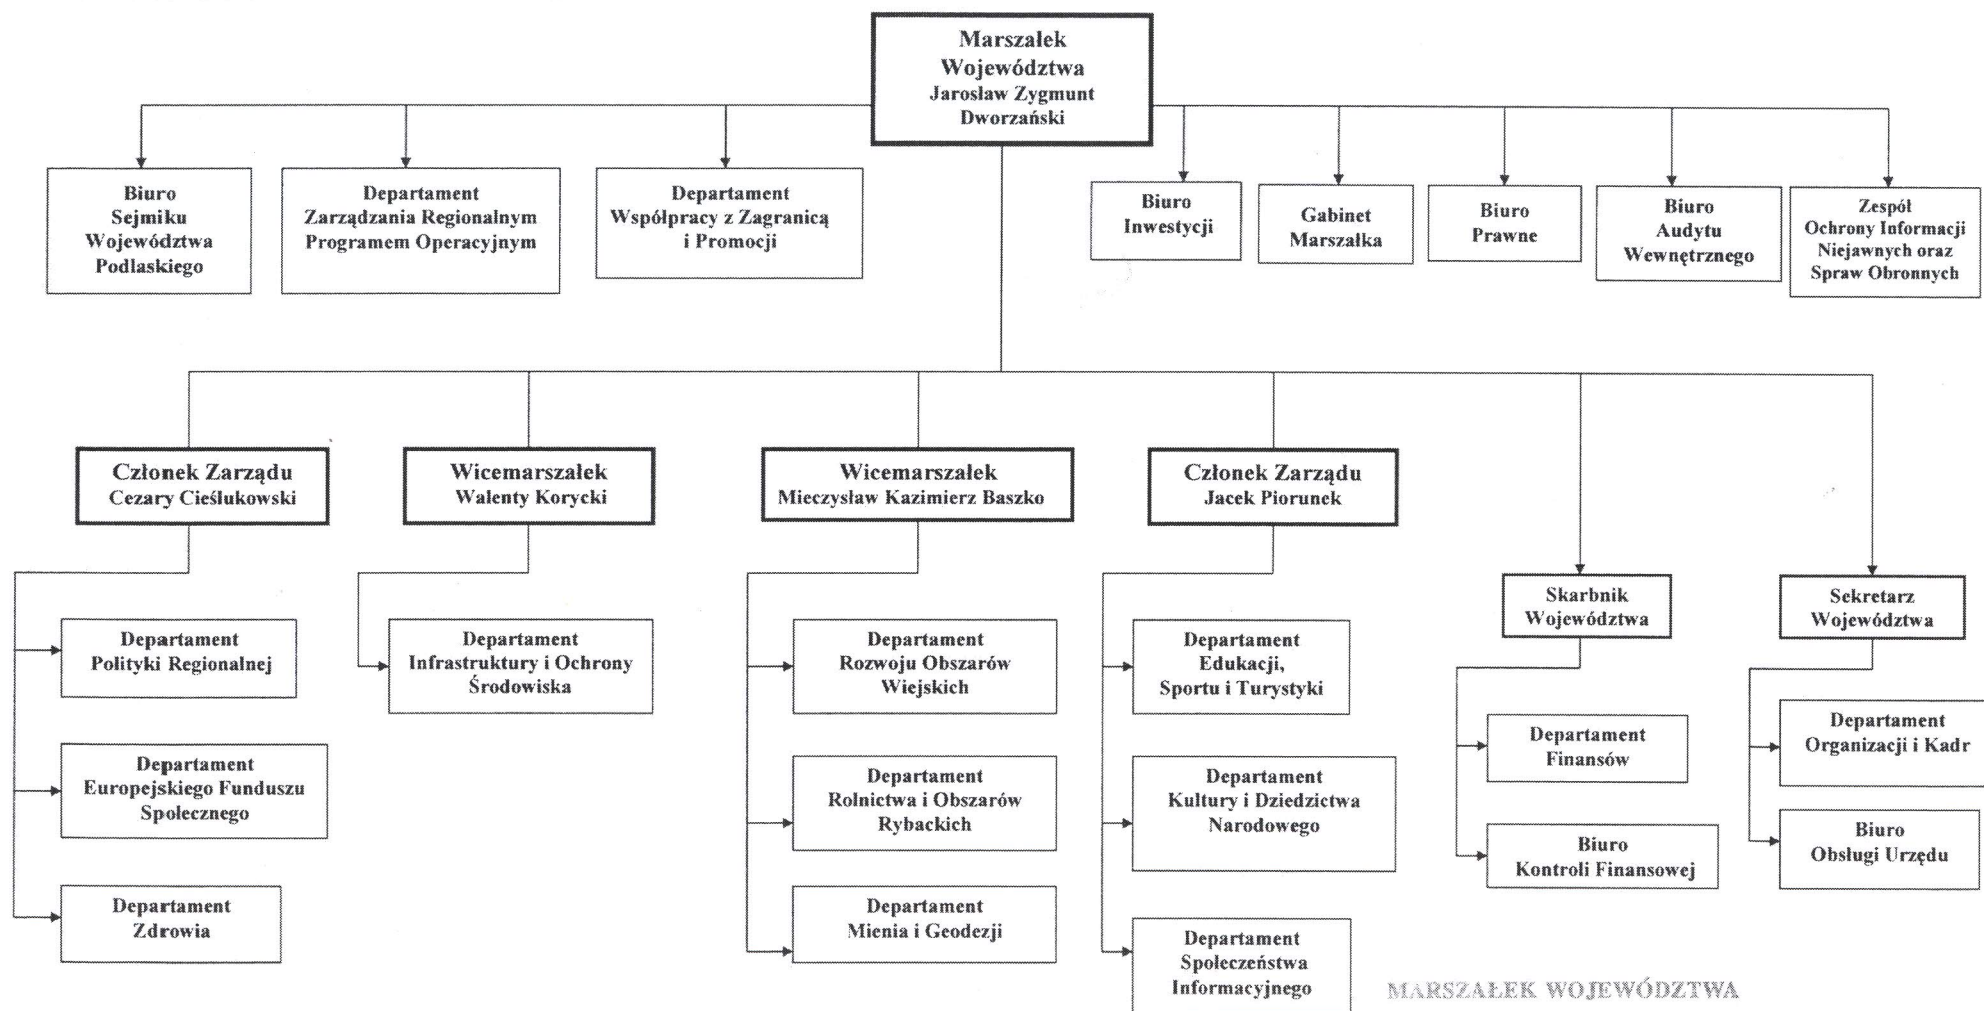 Marszałek
Województwa
Jarosław Zygmunt
Dworzański
Biuro
Sejmiku
Województwa
Podlaskiego
Departament
Zarządzania Regionalnym
Programem Operacyjnym
Departament
Współpracy z Zagranicą
i Promocji
Biuro
Inwestycji
Gabinet
Marszałka
Biuro
Prawne
Biuro
Audytu
Wewnętrznego
Zespół
Ochrony Informacji
Niejawnych oraz
Spraw Obronnych
Członek Zarządu
Cezary Cieślukowski
Wicemarszałek
Walenty Korycki
Wicemarszałek
Mieczysław Kazimierz Baszko
Członek Zarządu
Jacek Piorunek
Skarbnik
Województwa
Sekretarz
Województwa
Departament
Polityki Regionalnej
Departament
Europejskiego Funduszu
Społecznego
Departament
Zdrowia
Departament
Infrastruktury i Ochrony
Środowiska
Departament
Rozwoju Obszarów
Wiejskich
Departament
Rolnictwa i Obszarów
Rybackich
Departament
Mienia i Geodezji
Departament
Edukacji,
Sportu i Turystyki
Departament
Kultury i Dziedzictwa
Narodowego
Departament
Społeczeństwa
Informacyjnego
Departament
Finansów
Biuro
Kontroli Finansowej
Departament
Organizacji i Kadr
Biuro
Obsługi Urzędu
MARSZAŁEK WOJEWÓDZTWA